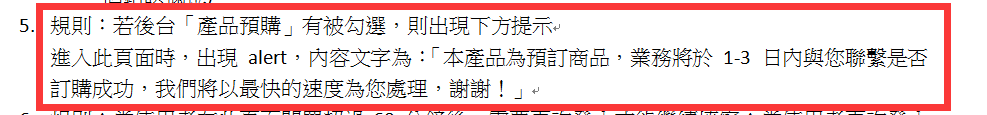 5. 規則：若後台「產品預購」有被勾選，則出現下方提示
進入此頁面時，出現 alert，內容文字為：「本產品為預訂商品，業務將於 1-3 日內與您聯繫是否
訂購成功，我們將以最快的速度為您處理，謝謝！」